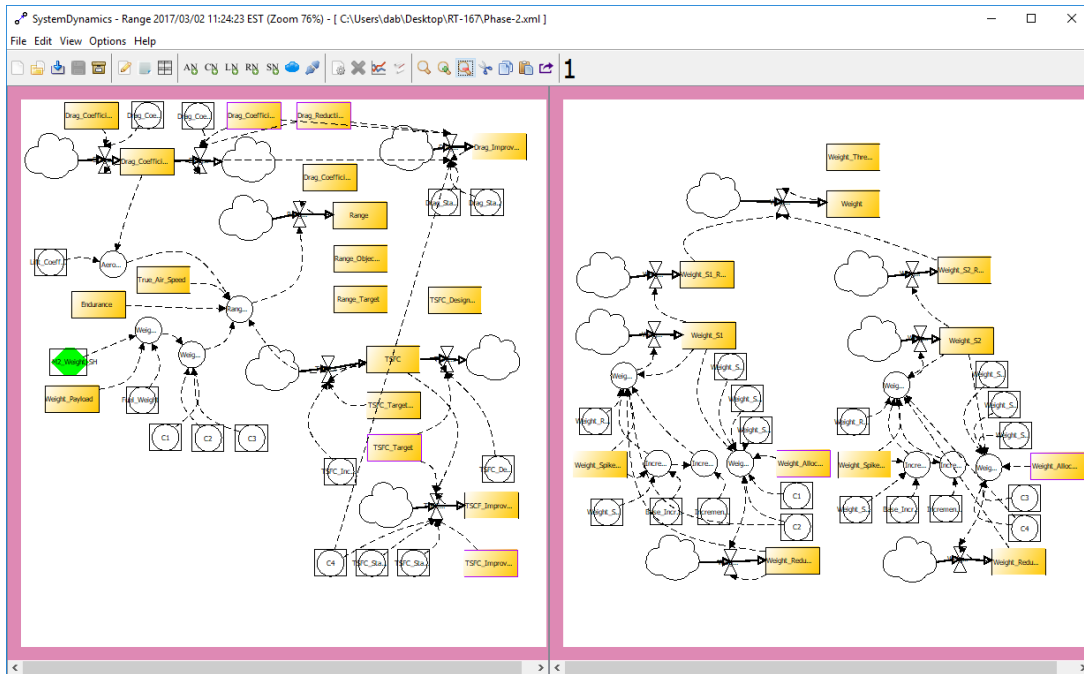 SystemDynamics - Range 2017/03/02 11:24:23 EST (Zoom 76%) - [ C:\Users\dab\Desktop\RT-167\Phase-2.xml ]
File Edit View Options Help
AN CN LN RN SN 1
Drag_Coeffici...
Drag_Coe...
Drag_Coe...
Drag_Coeffici...
Drag_Reducti...
Drag_Coeffici...
Drag_Improv...
Drag_Coeffici...
Drag_Sta...
Drag_Sta...
Range
Lift_Coeff...
Aero...
Range_Objec...
True_Air_Speed
Endurance
Rang...
Range_Target
TSFC_Design...
Weig...
Weig...
Weight_Payload
Fuel_Weight
TSFC
TSFC_Target...
C1
C2
C3
TSFC_Target
TSFC_Inc...
TSFC_De...
TSCF_Improv...
C4
TSFC_Sta...
TSFC_Sta...
TSFC_Improv...
Weight_Thre...
Weight
Weight_S1_R...
Weight_S2_R...
Weight_S1
Weight_S2
Weig...
Weight_S...
Weight_S...
Weight_S...
Weight_R...
Weight_Spike...
Incre...
Incre...
Weig...
Weight_Alloc...
Weight_S...
Base_Incr...
Incremen...
C1
C2
Weight_Redu...
Weig...
Weight_S...
Weight_S...
Weight_S...
Weight_R...
Weight_Spike...
Incre...
Incre...
Weig...
Weight_Alloc...
Weight_S...
Base_Incr...
Incremen...
C3
C4
Weight_Redu...